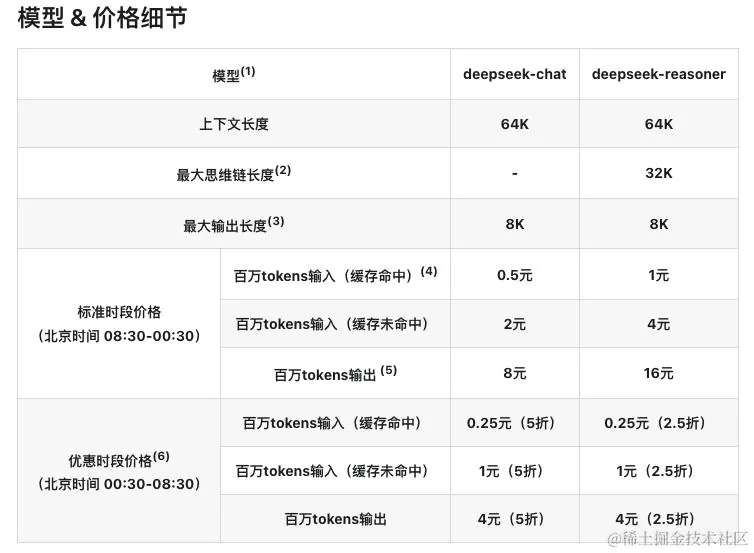 模型 & 价格细节
模型(1) deepseek-chat deepseek-reasoner
上下文长度 64K 64K
最大思维链长度(2) - 32K
最大输出长度(3) 8K 8K
标准时段价格
（北京时间 08:30-00:30）
百万tokens输入（缓存命中）(4) 0.5元 1元
百万tokens输入（缓存未命中） 2元 4元
百万tokens输出 (5) 8元 16元
优惠时段价格(6)
（北京时间 00:30-08:30）
百万tokens输入（缓存命中） 0.25元（5折） 0.25元（2.5折）
百万tokens输入（缓存未命中） 1元（5折） 1元（2.5折）
百万tokens输出 4元（5折） 4元（2.5折）
@稀土掘金技术社区